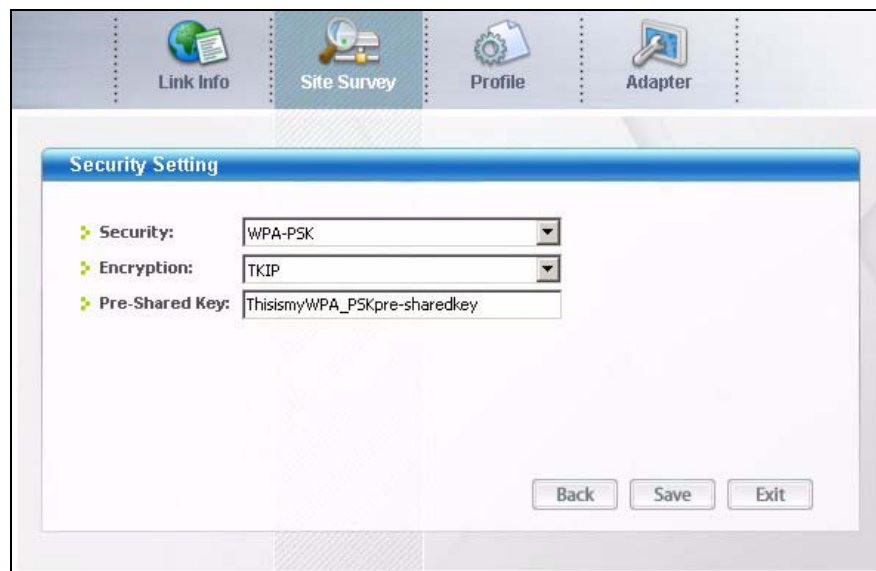 Link Info
Site Survey
Profile
Adapter
Security Setting
Security: WPA-PSK
Encryption: TKIP
Pre-Shared Key: ThisismyWPA_PSKpre-sharedkey
Back Save Exit